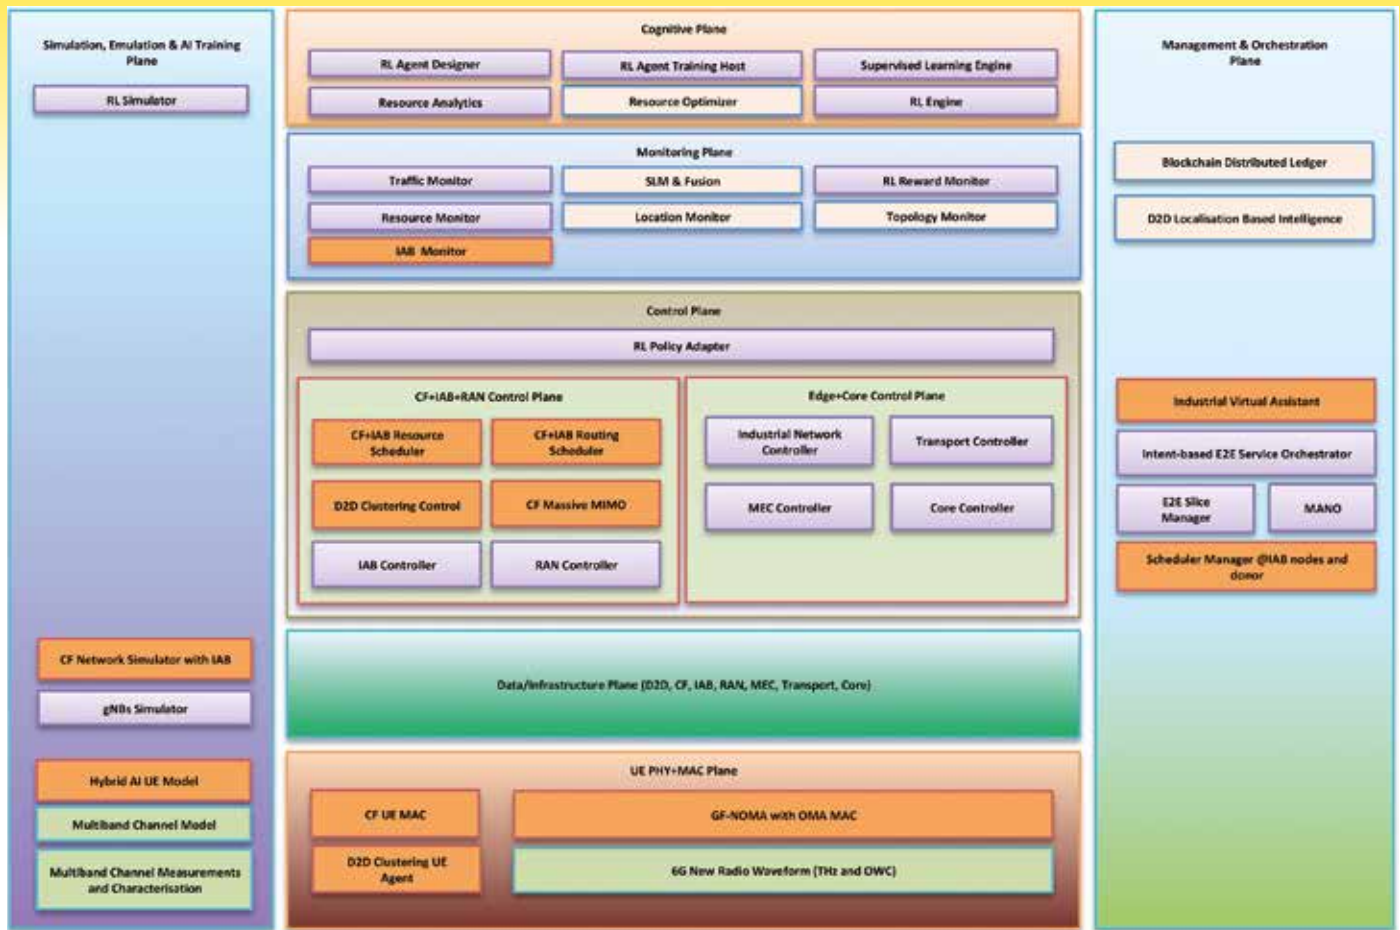 Simulation, Emulation & AI Training
Plane
RL Simulator
CF Network Simulator with IAB
gNBs Simulator
Hybrid AI UE Model
Multiband Channel Model
Multiband Channel Measurements
and Characterisation
Cognitive Plane
RL Agent Designer
RL Agent Training Host
Supervised Learning Engine
Resource Analytics
Resource Optimizer
RL Engine
Monitoring Plane
Traffic Monitor
SLM & Fusion
RL Reward Monitor
Resource Monitor
Location Monitor
Topology Monitor
IAB Monitor
Control Plane
RL Policy Adapter
CF+IAB+RAN Control Plane
CF+IAB Resource
Scheduler
CF+IAB Routing
Scheduler
D2D Clustering Control
CF Massive MIMO
IAB Controller
RAN Controller
Edge+Core Control Plane
Industrial Network
Controller
Transport Controller
MEC Controller
Core Controller
Data/Infrastructure Plane (D2D, CF, IAB, RAN, MEC, Transport, Core)
UE PHY+MAC Plane
CF UE MAC
GF-NOMA with OMA MAC
D2D Clustering UE
Agent
6G New Radio Waveform (THz and OWC)
Management & Orchestration
Plane
Blockchain Distributed Ledger
D2D Localisation Based Intelligence
Industrial Virtual Assistant
Intent-based E2E Service Orchestrator
E2E Slice
Manager
MANO
Scheduler Manager @IAB nodes and
donor